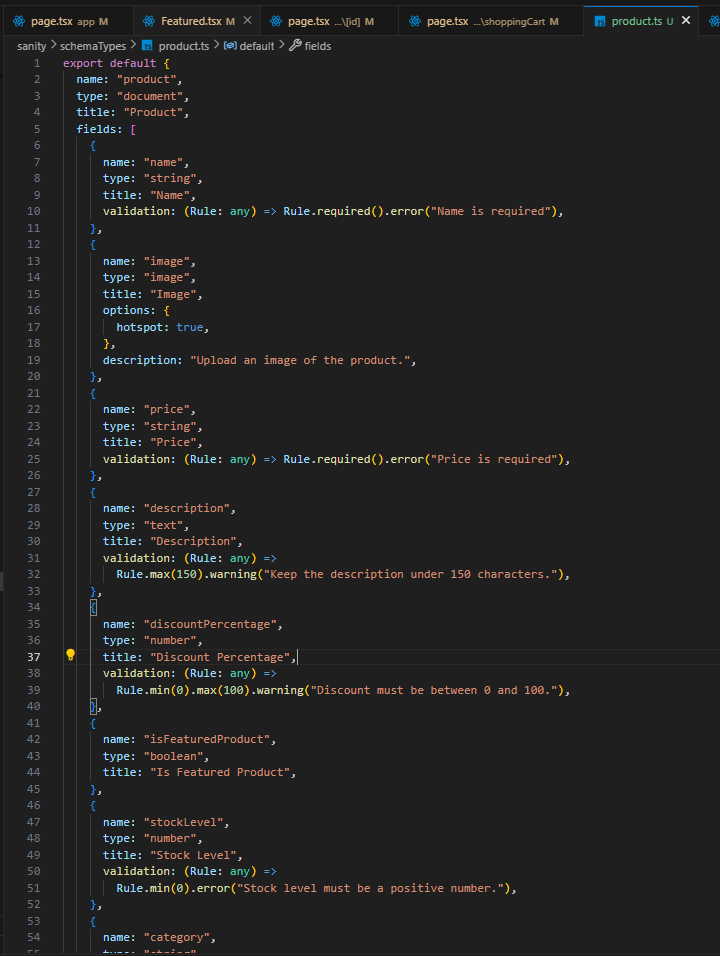 page.tsx app M Featured.tsx M page.tsx ...\[id] M page.tsx ...\shoppingCart M product.ts U
sanity > schemaTypes > product.ts > default > fields
1 export default {
2 name: "product",
3 type: "document",
4 title: "Product",
5 fields: [
6 {
7 name: "name",
8 type: "string",
9 title: "Name",
10 validation: (Rule: any) => Rule.required().error("Name is required"),
11 },
12 {
13 name: "image",
14 type: "image",
15 title: "Image",
16 options: {
17 hotspot: true,
18 },
19 description: "Upload an image of the product.",
20 },
21 {
22 name: "price",
23 type: "string",
24 title: "Price",
25 validation: (Rule: any) => Rule.required().error("Price is required"),
26 },
27 {
28 name: "description",
29 type: "text",
30 title: "Description",
31 validation: (Rule: any) =>
32 Rule.max(150).warning("Keep the description under 150 characters."),
33 },
34 {
35 name: "discountPercentage",
36 type: "number",
37 title: "Discount Percentage",
38 validation: (Rule: any) =>
39 Rule.min(0).max(100).warning("Discount must be between 0 and 100."),
40 },
41 {
42 name: "isFeaturedProduct",
43 type: "boolean",
44 title: "Is Featured Product",
45 },
46 {
47 name: "stockLevel",
48 type: "number",
49 title: "Stock Level",
50 validation: (Rule: any) =>
51 Rule.min(0).error("Stock level must be a positive number."),
52 },
53 {
54 name: "category",